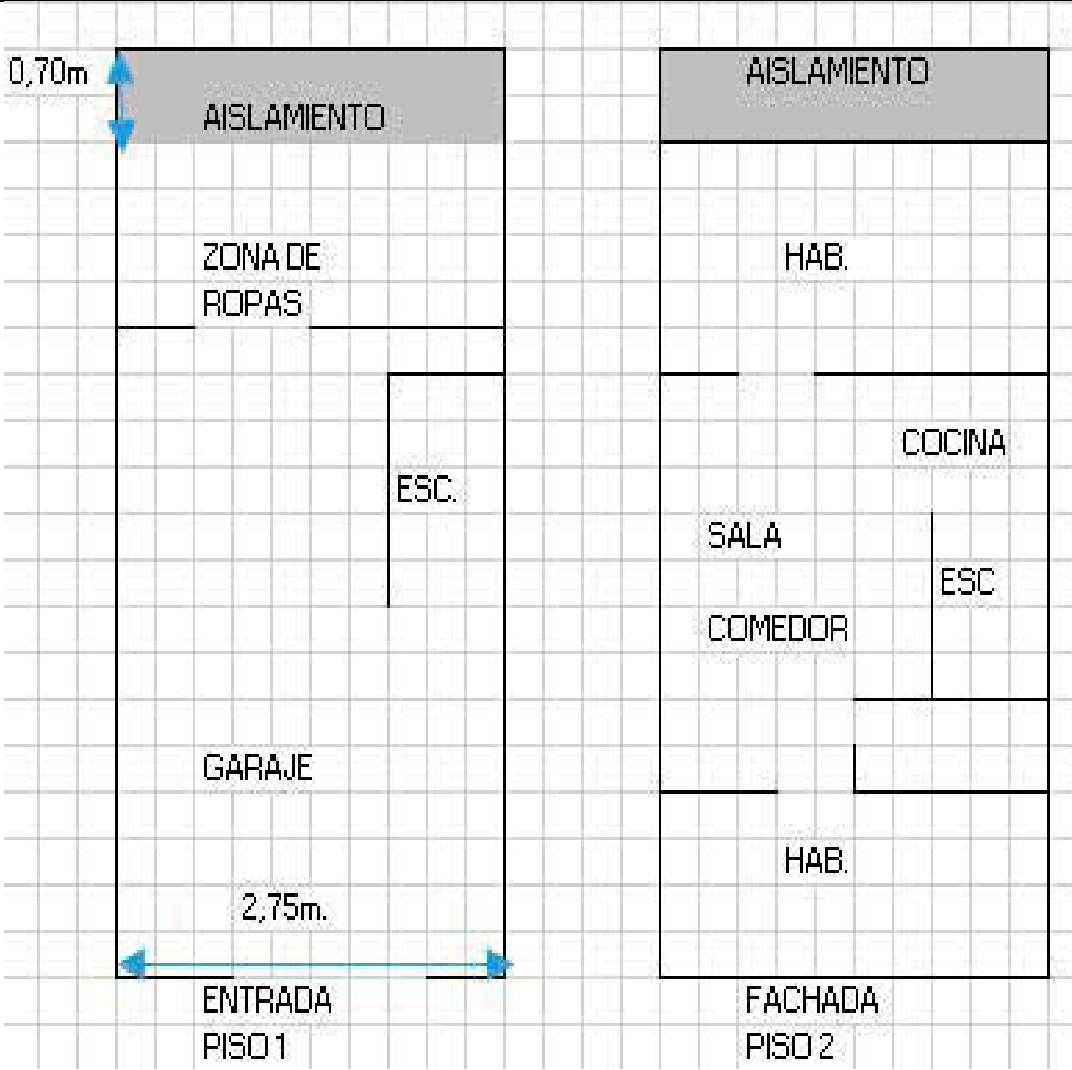 0,70m
AISLAMIENTO
ZONA DE
ROPAS
ESC.
GARAJE
2,75m.
ENTRADA
PISO 1
AISLAMIENTO
HAB.
COCINA
SALA
ESC
COMEDOR
HAB.
FACHADA
PISO 2